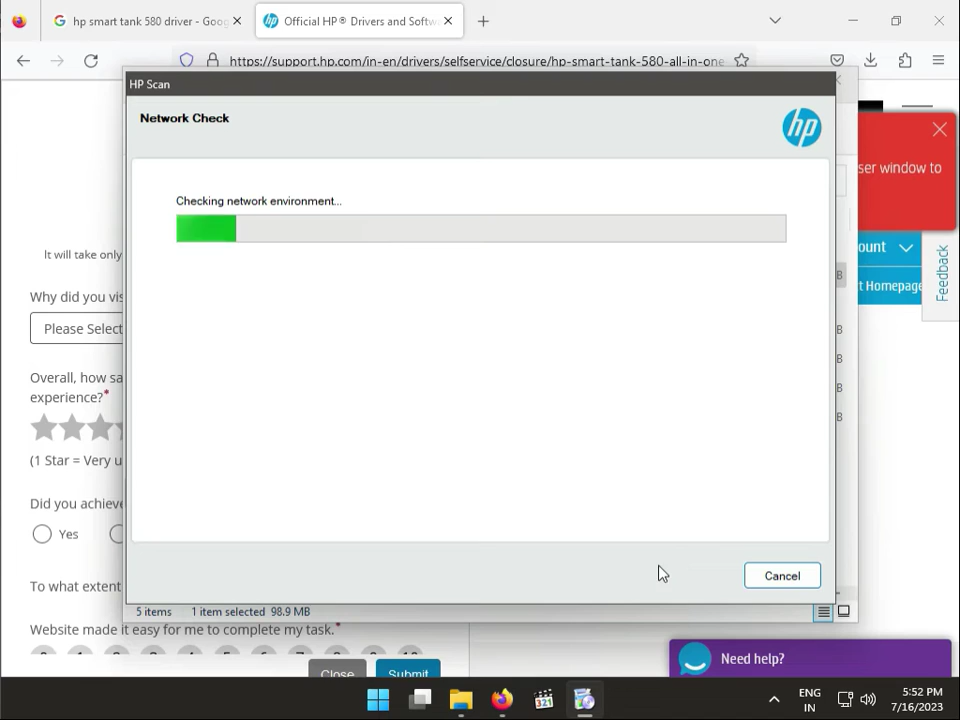 hp smart tank 580 driver - Goo
Official HP® Drivers and Softw
https://support.hp.com/in-en/drivers/selfservice/closure/hp-smart-tank-580-all-in-one
HP Scan
Network Check
hp
ser window to
Checking network environment...
ount
Feedback
It will take only
t Homepage
B
Why did you vis
Please Select
B
B
Overall, how sa
experience?*
B
B
(1 Star = Very u
Did you achieve
Yes
To what extent
Cancel
5 items 1 item selected 98.9 MB
Website made it easy for me to complete my task.*
Need help?
Close
Submit
321
ENG
IN
5:52 PM
7/16/2023